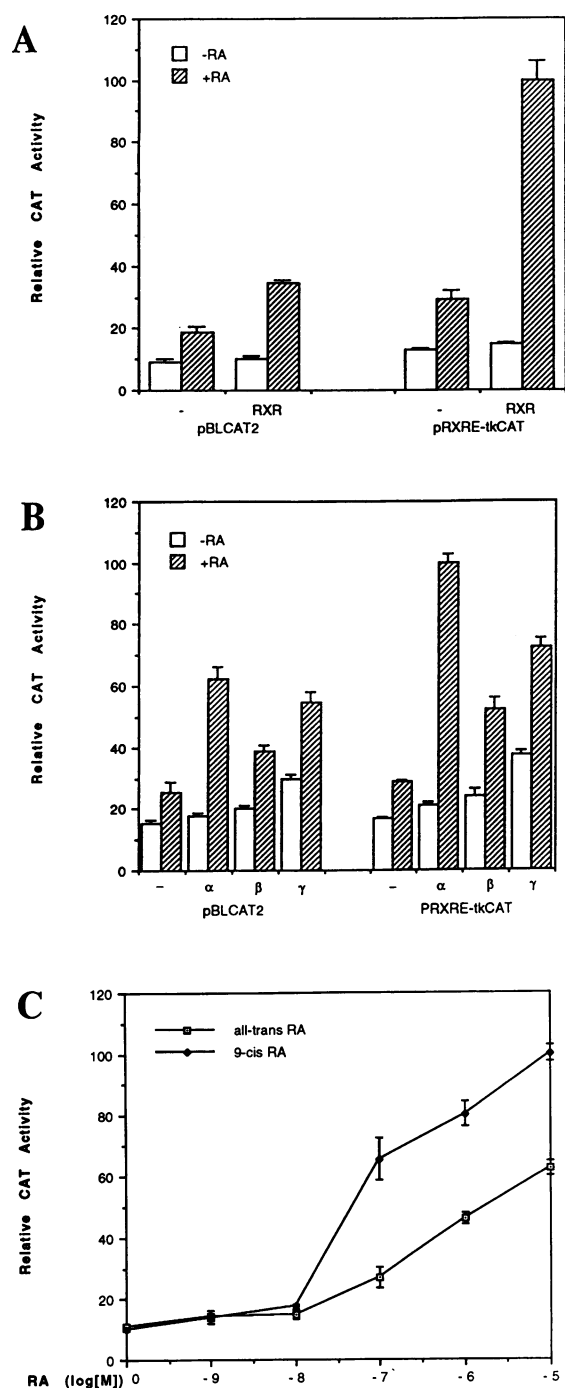 A
120
100
80
60
40
20
0
Relative CAT Activity
-RA
+RA
- RXR - RXR
pBLCAT2 pRXRE-tkCAT
B
120
100
80
60
40
20
0
Relative CAT Activity
-RA
+RA
– α β γ – α β γ
pBLCAT2 PRXRE-tkCAT
C
120
100
80
60
40
20
0
Relative CAT Activity
all-trans RA
9-cis RA
RA (log[M]) 0 -9 -8 -7 -6 -5